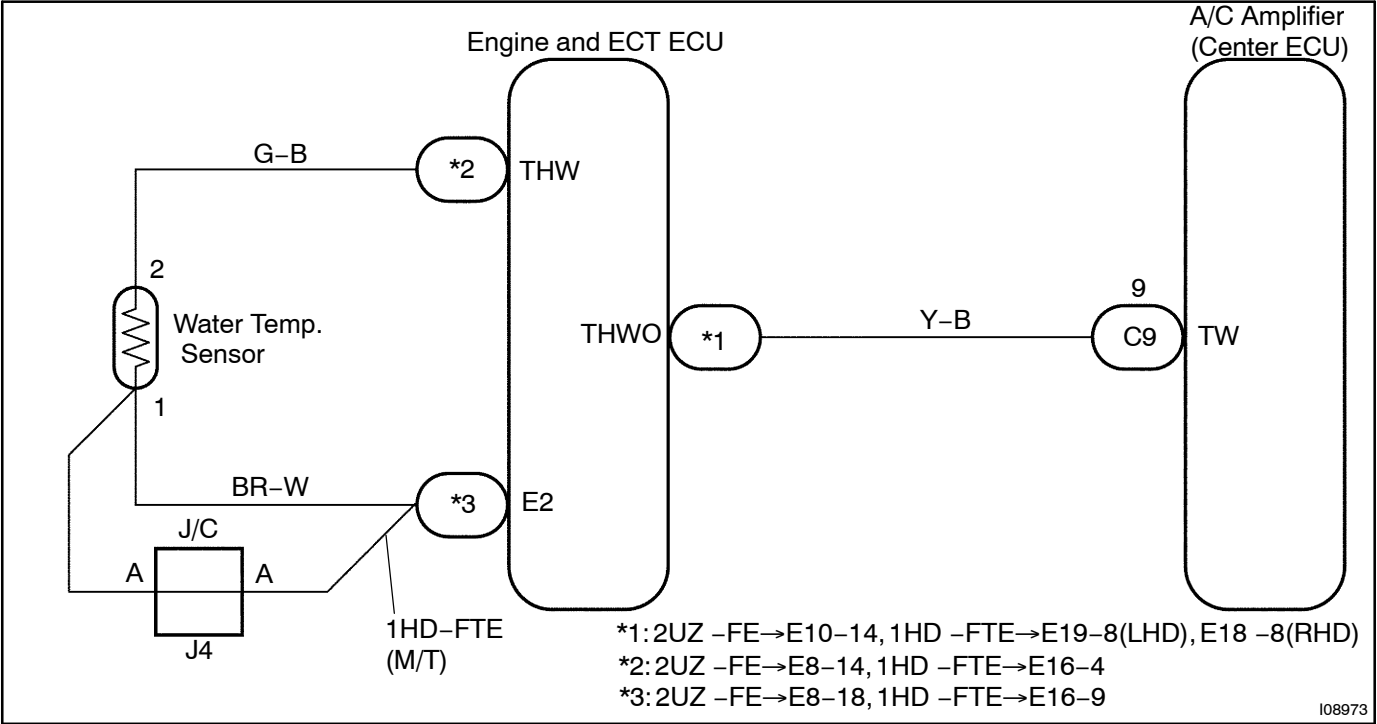 A/C Amplifier
(Center ECU)
Engine and ECT ECU
G−B
*2
THW
2
Water Temp.
Sensor
1
THWO
*1
Y−B
9
C9
TW
BR−W
*3
E2
J/C
A
A
J4
1HD−FTE
(M/T)
*1: 2UZ −FE→E10−14, 1HD −FTE→E19−8(LHD), E18 −8(RHD)
*2: 2UZ −FE→E8−14, 1HD −FTE→E16−4
*3: 2UZ −FE→E8−18, 1HD −FTE→E16−9
I08973